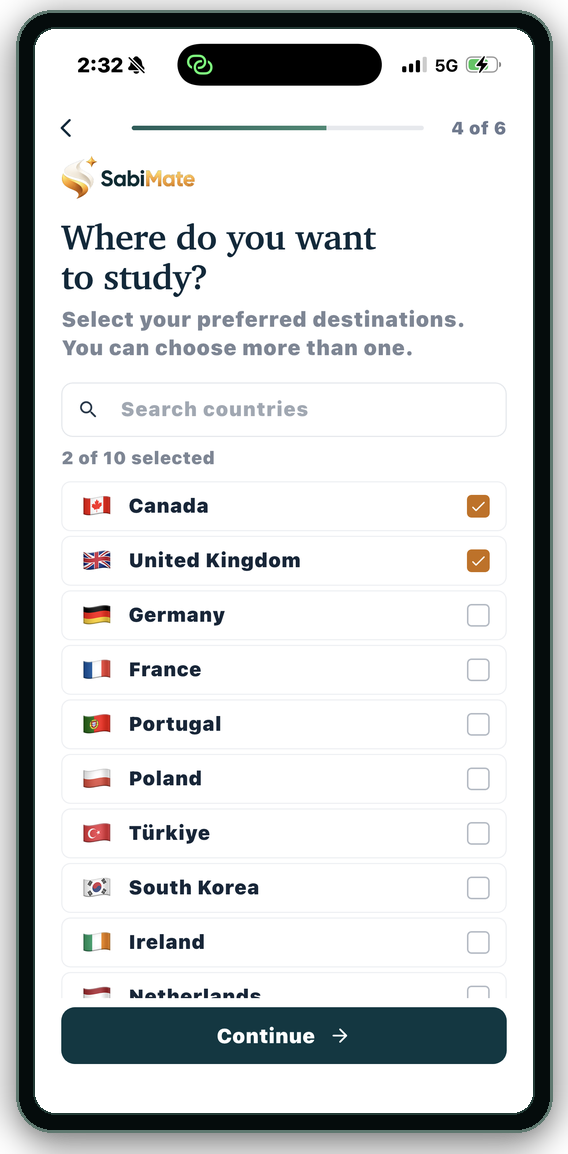 2:32 5G
4 of 6
SabiMate
Where do you want
to study?
Select your preferred destinations.
You can choose more than one.
Search countries
2 of 10 selected
Canada
United Kingdom
Germany
France
Portugal
Poland
Türkiye
South Korea
Ireland
Netherlands
Continue